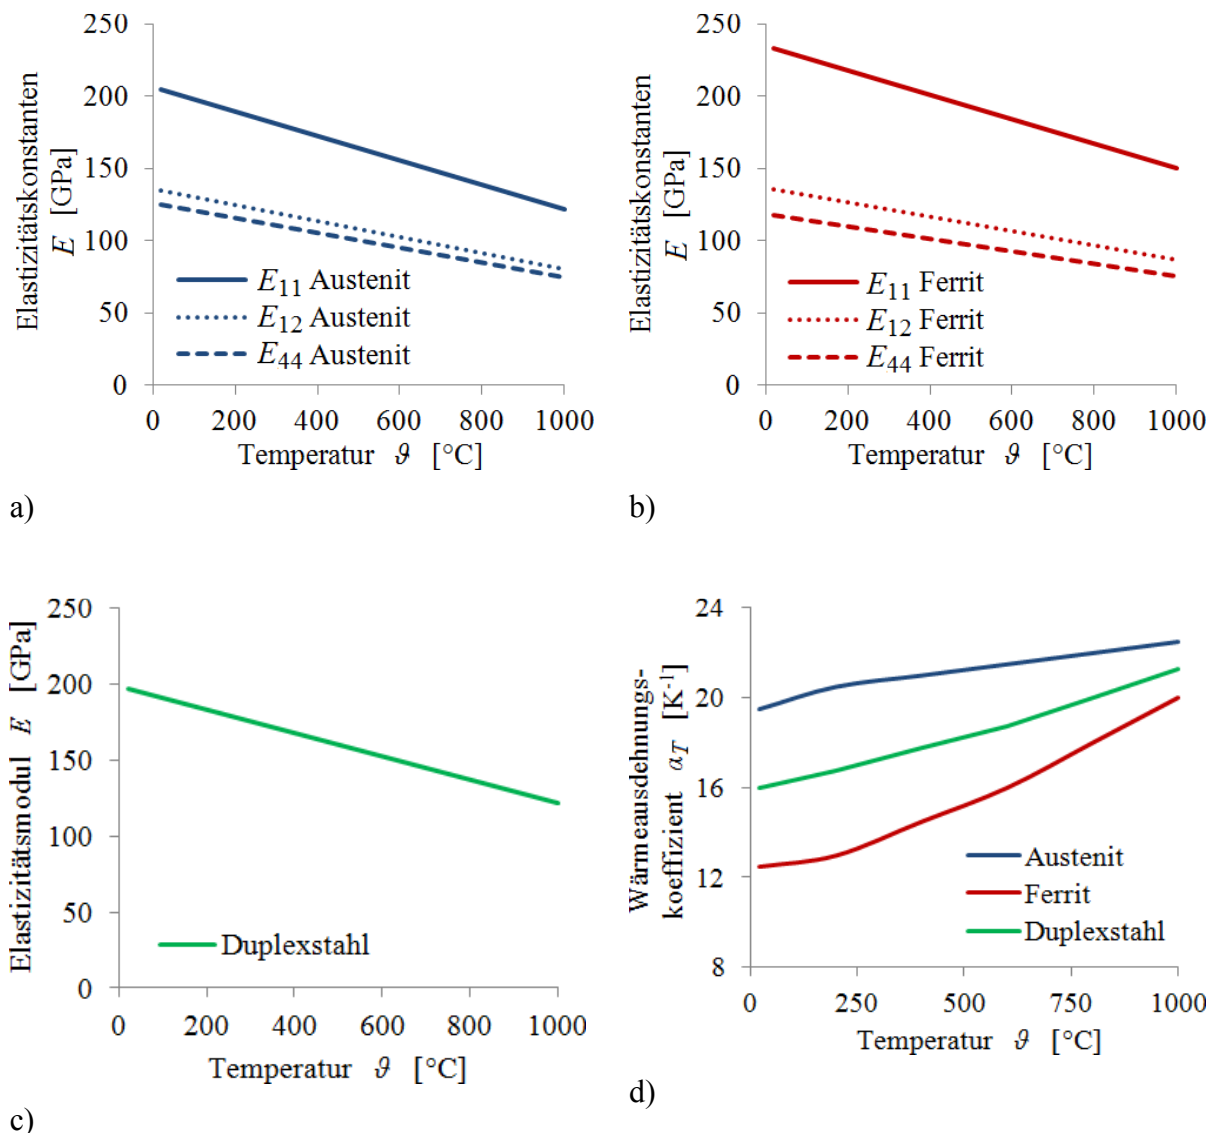 Elastizitätskonstanten
E [GPa]
250
200
150
100
50
0
E11 Austenit
E12 Austenit
E44 Austenit
0 200 400 600 800 1000
Temperatur ϑ [°C]
a)
Elastizitätskonstanten
E [GPa]
250
200
150
100
50
0
E11 Ferrit
E12 Ferrit
E44 Ferrit
0 200 400 600 800 1000
Temperatur ϑ [°C]
b)
Elastizitätsmodul E [GPa]
250
200
150
100
50
0
Duplexstahl
0 200 400 600 800 1000
Temperatur ϑ [°C]
c)
Wärmeausdehnungs-
koeffizient αT [K-1]
24
20
16
12
8
Austenit
Ferrit
Duplexstahl
0 250 500 750 1000
Temperatur ϑ [°C]
d)